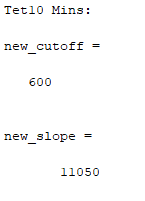 Tet10 Mins:
new_cutoff =
600
new_slope =
11050